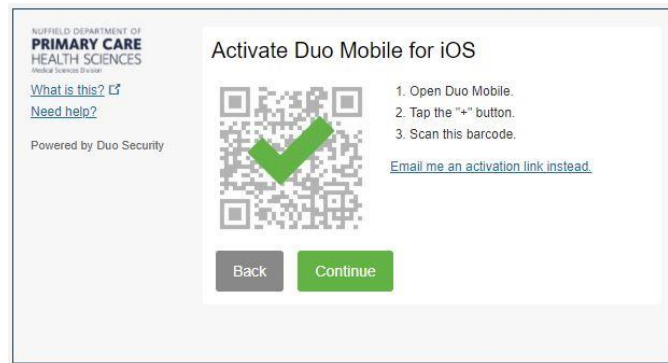 NUFFIELD DEPARTMENT OF
PRIMARY CARE
HEALTH SCIENCES
Medical Sciences Division
What is this?
Need help?
Powered by Duo Security
Activate Duo Mobile for iOS
1. Open Duo Mobile.
2. Tap the "+" button.
3. Scan this barcode.
Email me an activation link instead.
Back
Continue